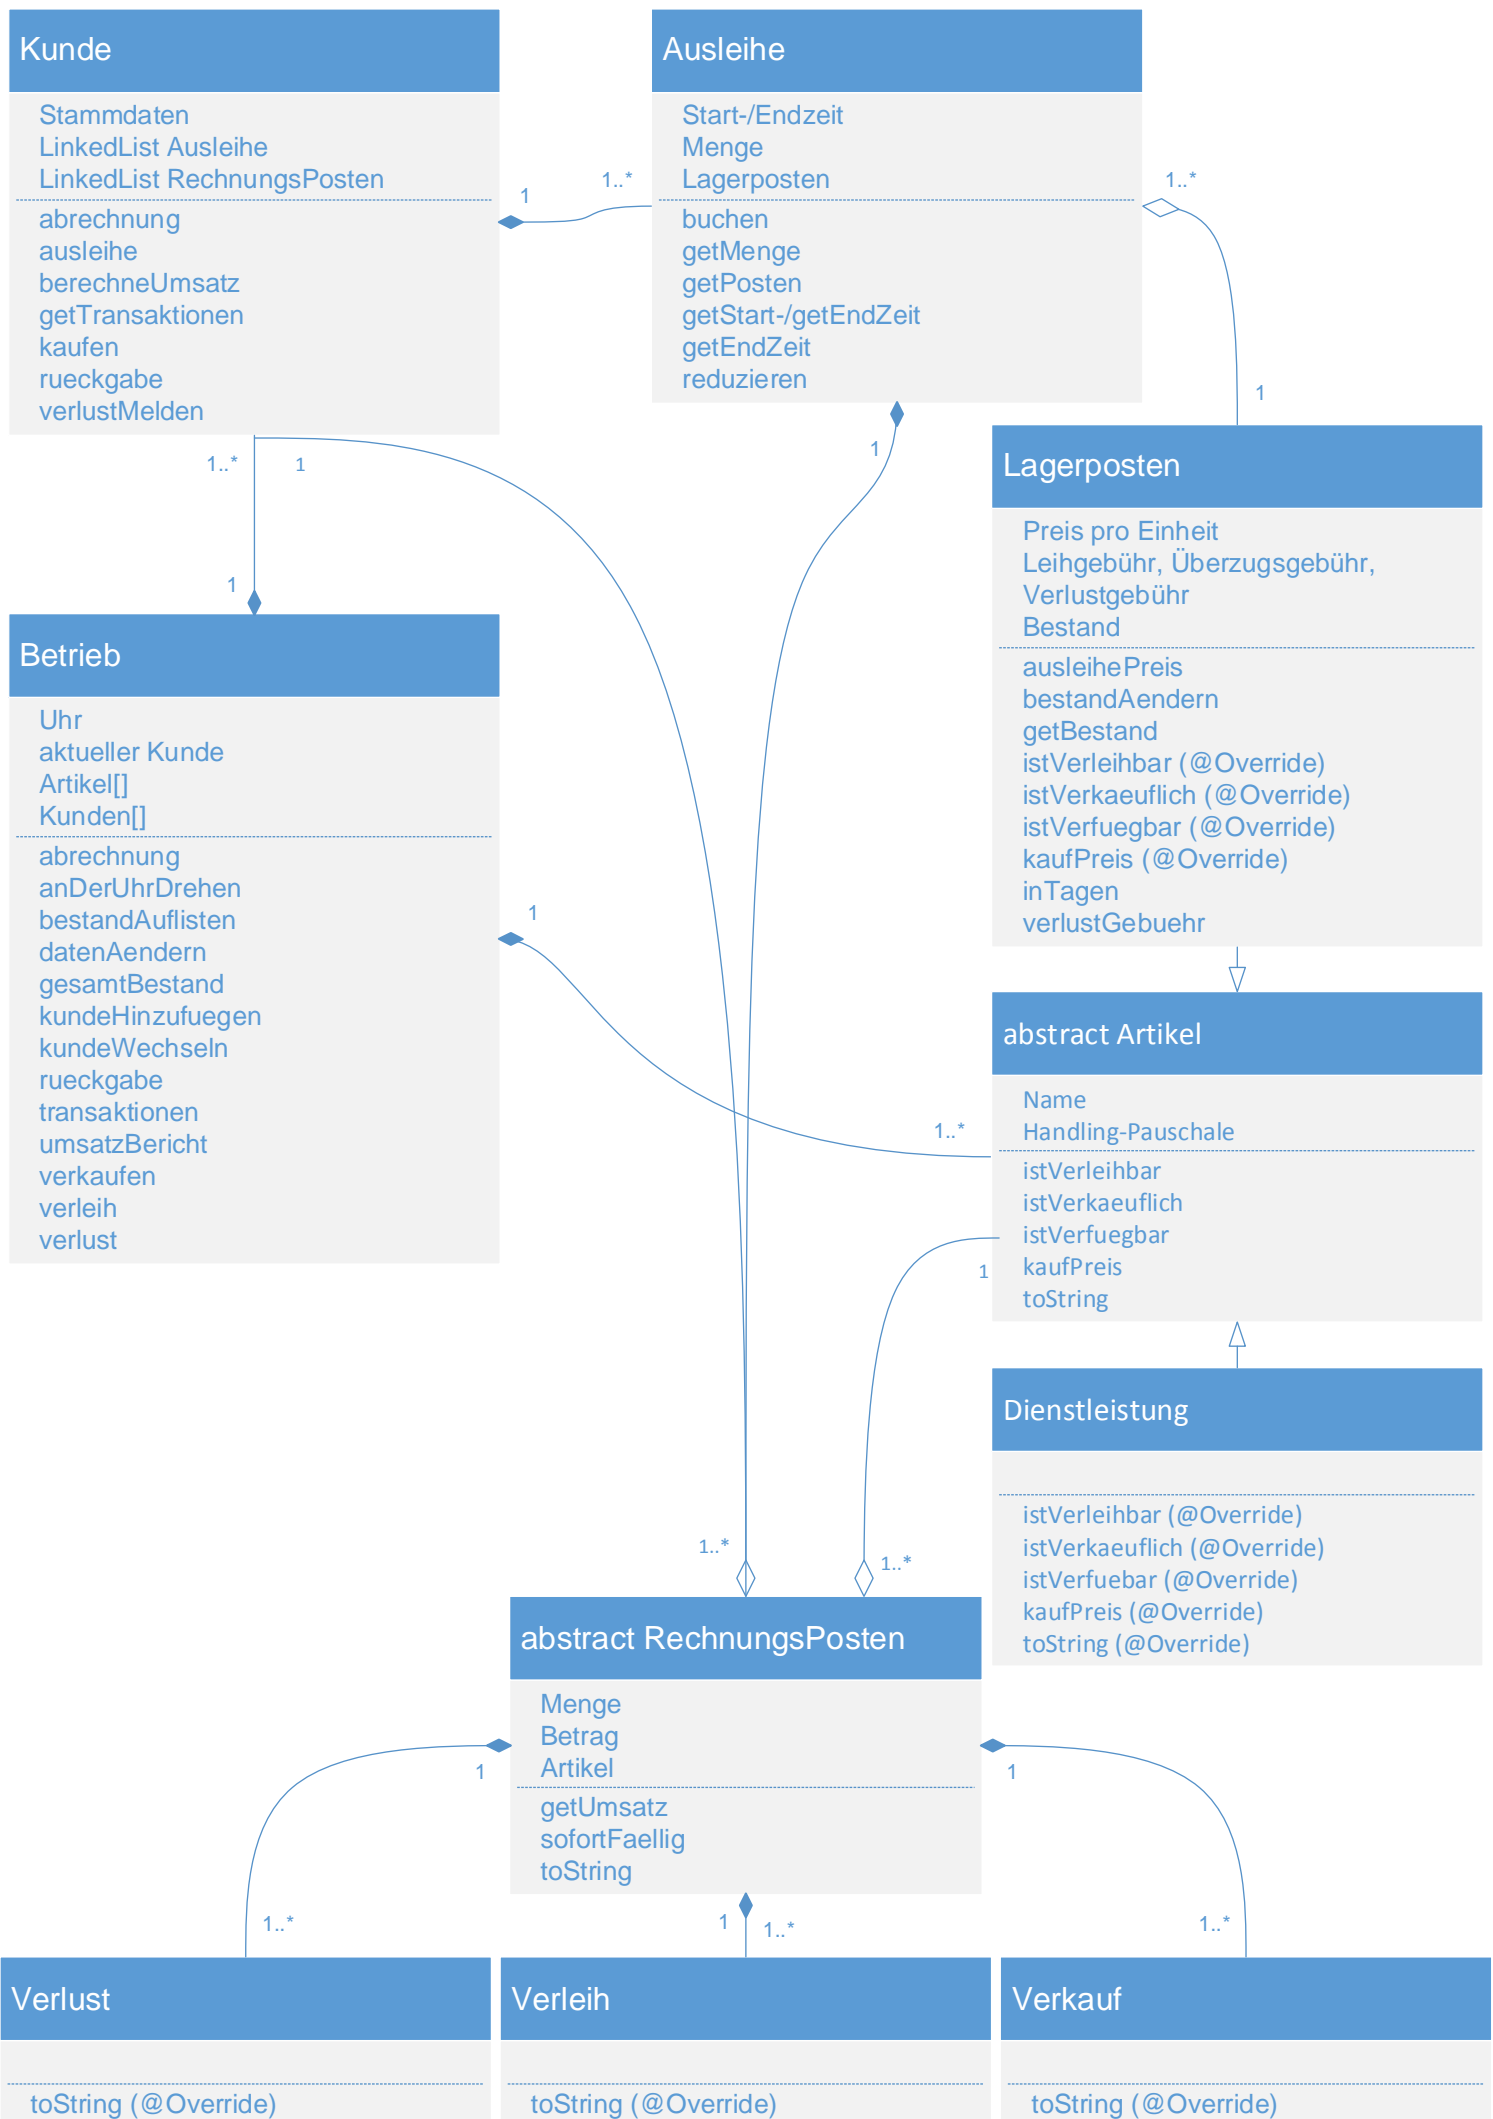 Kunde
Stammdaten
LinkedList Ausleihe
LinkedList RechnungsPosten
abrechnung
ausleihe
berechneUmsatz
getTransaktionen
kaufen
rueckgabe
verlustMelden
1
1..*
Ausleihe
Start-/Endzeit
Menge
Lagerposten
buchen
getMenge
getPosten
getStart-/getEndZeit
getEndZeit
reduzieren
1..*
1
1
1..*
1
1
Lagerposten
Preis pro Einheit
Leihgebühr, Überzugsgebühr,
Verlustgebühr
Bestand
ausleihePreis
bestandAendern
getBestand
istVerleihbar (@Override)
istVerkaeuflich (@Override)
istVerfuegbar (@Override)
kaufPreis (@Override)
inTagen
verlustGebuehr
Betrieb
Uhr
aktueller Kunde
Artikel[]
Kunden[]
abrechnung
anDerUhrDrehen
bestandAuflisten
datenAendern
gesamtBestand
kundeHinzufuegen
kundeWechseln
rueckgabe
transaktionen
umsatzBericht
verkaufen
verleih
verlust
1
1..*
abstract Artikel
Name
Handling-Pauschale
istVerleihbar
istVerkaeuflich
istVerfuegbar
kaufPreis
toString
1
Dienstleistung
istVerleihbar (@Override)
istVerkaeuflich (@Override)
istVerfuebar (@Override)
kaufPreis (@Override)
toString (@Override)
1..*
1..*
abstract RechnungsPosten
Menge
Betrag
Artikel
getUmsatz
sofortFaellig
toString
1
1
1
1..*
1..*
1..*
Verlust
toString (@Override)
Verleih
toString (@Override)
Verkauf
toString (@Override)